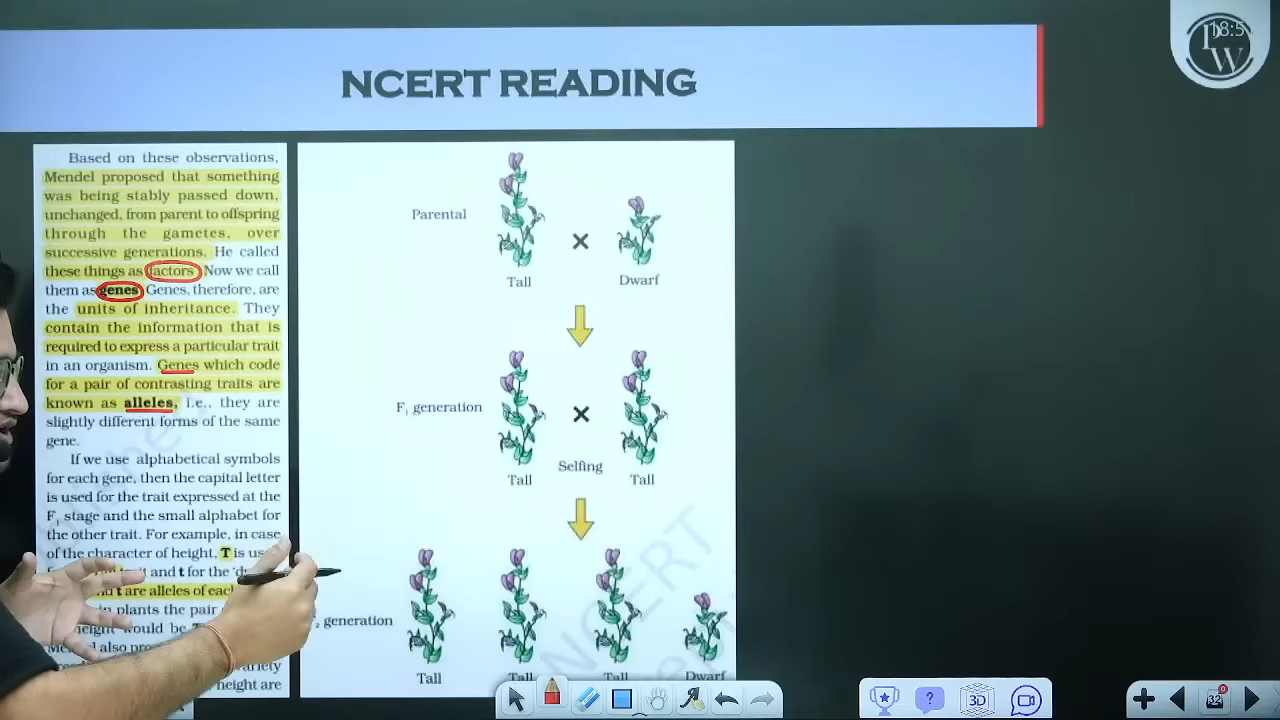 NCERT READING
18:5
W
Based on these observations,
Mendel proposed that something
was being stably passed down,
unchanged, from parent to offspring
through the gametes, over
successive generations. He called
these things as factors Now we call
them as genes Genes, therefore, are
the units of inheritance. They
contain the information that is
required to express a particular trait
in an organism. Genes which code
for a pair of contrasting traits are
known as alleles, i.e., they are
slightly different forms of the same
gene.
If we use alphabetical symbols
for each gene, then the capital letter
is used for the trait expressed at the
F1 stage and the small alphabet for
the other trait. For example, in case
of the character of height, T is
and t for the
t are alleles of
in plants the pair
would be
also
height are
Parental
×
Tall
Dwarf
F1 generation
×
Selfing
Tall
Tall
generation
Tall
Tall
Tall
Dwarf
NCERT
3D
32